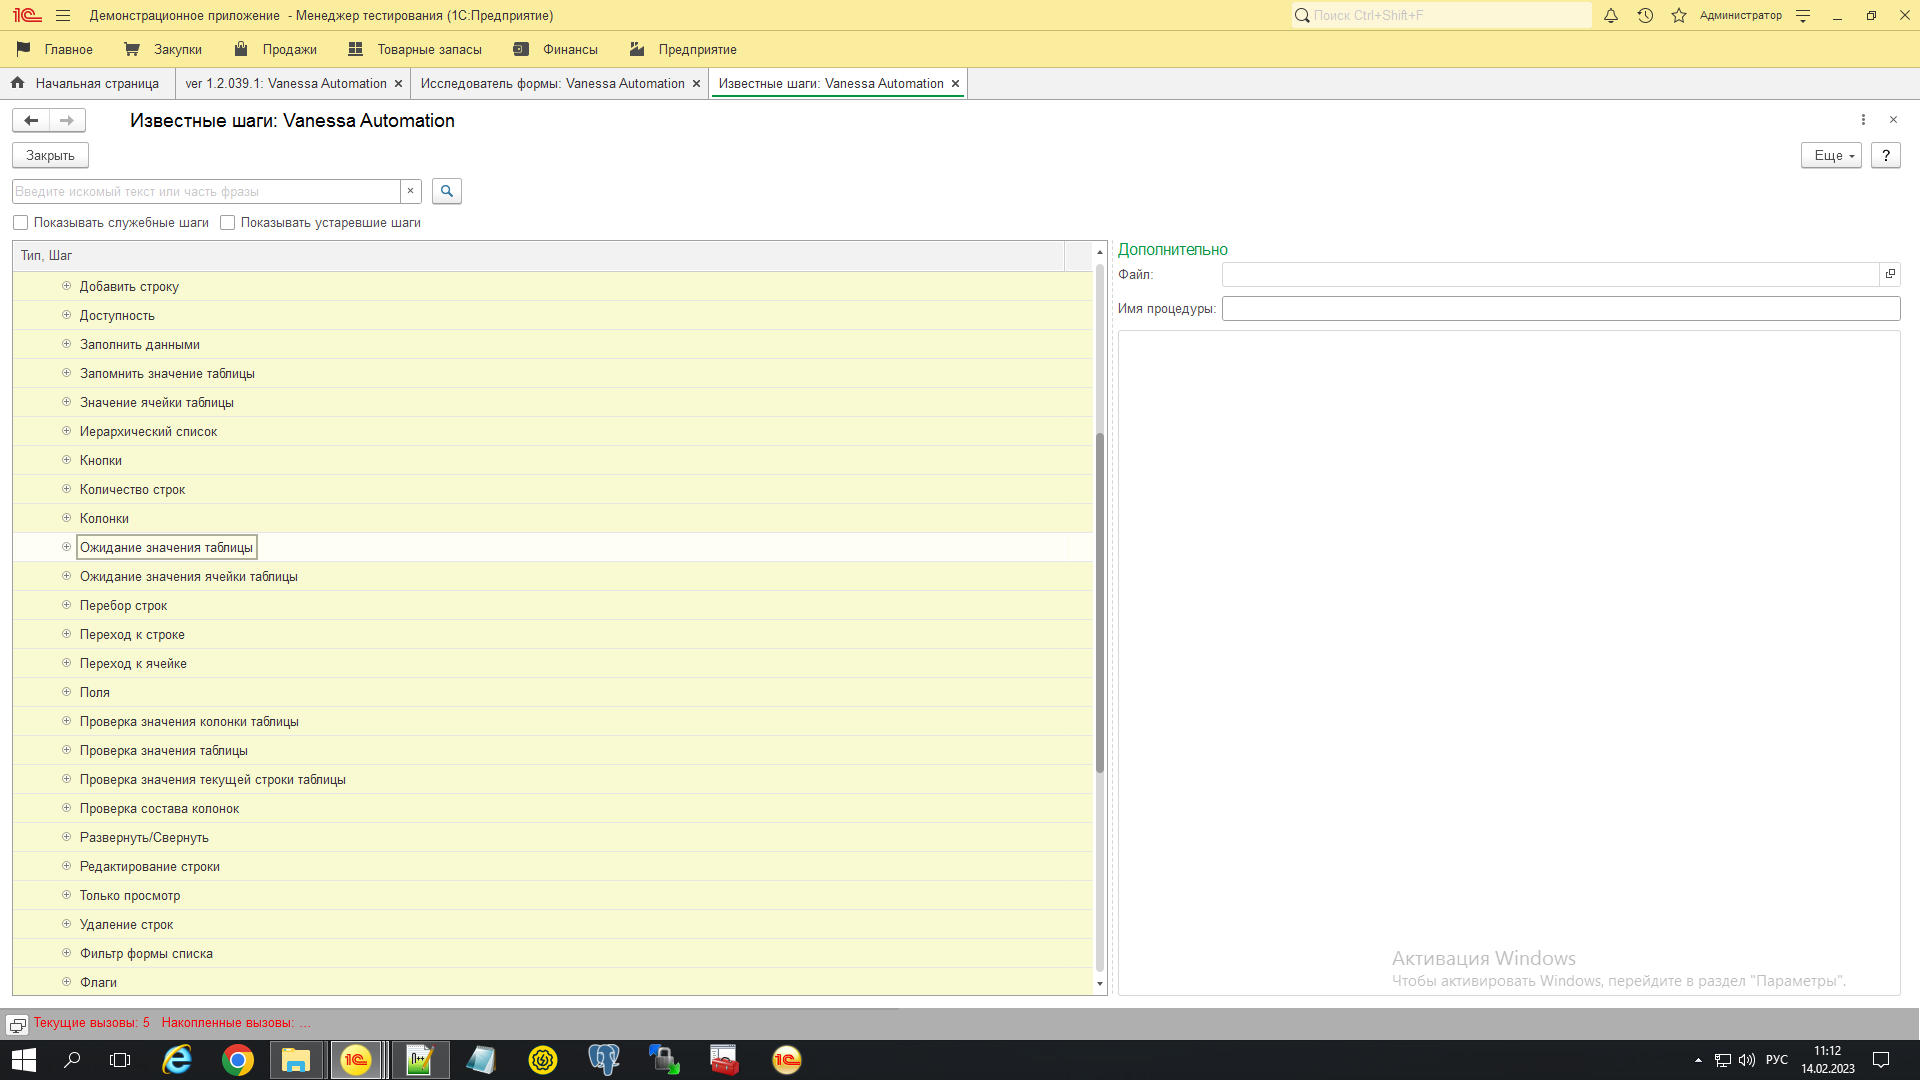 Демонстрационное приложение - Менеджер тестирования (1С:Предприятие)
Поиск Ctrl+Shift+F
Администратор
Главное Закупки Продажи Товарные запасы Финансы Предприятие
Начальная страница ver 1.2.039.1: Vanessa Automation Исследователь формы: Vanessa Automation Известные шаги: Vanessa Automation
Известные шаги: Vanessa Automation
Закрыть
Еще
?
Введите искомый текст или часть фразы
Показывать служебные шаги Показывать устаревшие шаги
Тип, Шаг
Добавить строку
Доступность
Заполнить данными
Запомнить значение таблицы
Значение ячейки таблицы
Иерархический список
Кнопки
Количество строк
Колонки
Ожидание значения таблицы
Ожидание значения ячейки таблицы
Перебор строк
Переход к строке
Переход к ячейке
Поля
Проверка значения колонки таблицы
Проверка значения таблицы
Проверка значения текущей строки таблицы
Проверка состава колонок
Развернуть/Свернуть
Редактирование строки
Только просмотр
Удаление строк
Фильтр формы списка
Флаги
Дополнительно
Файл:
Имя процедуры:
Активация Windows
Чтобы активировать Windows, перейдите в раздел "Параметры".
Текущие вызовы: 5 Накопленные вызовы: ...
РУС
11:12
14.02.2023